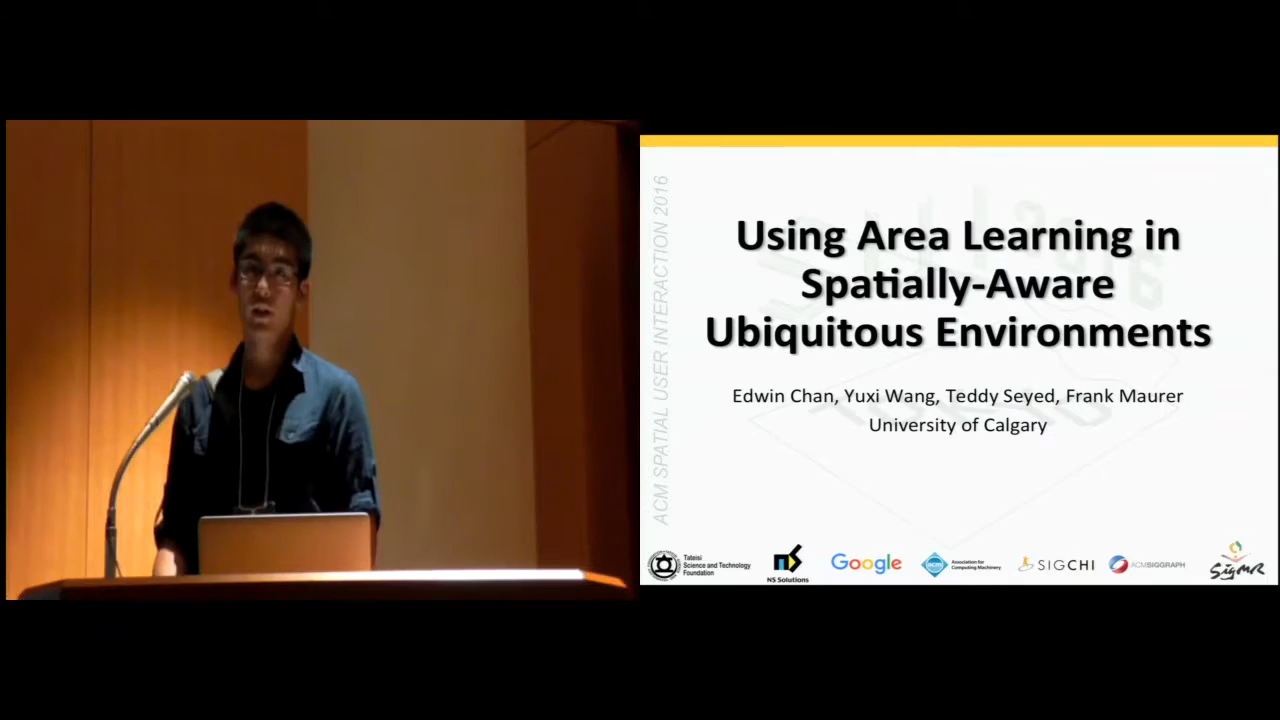 ACM SPATIAL USER INTERACTION 2016
Using Area Learning in
Spatially-Aware
Ubiquitous Environments
Edwin Chan, Yuxi Wang, Teddy Seyed, Frank Maurer
University of Calgary
Tateisi
Science and Technology
Foundation
NS Solutions
Google
acm
Association for
Computing Machinery
SIGCHI
ACMSIGGRAPH
SigMR